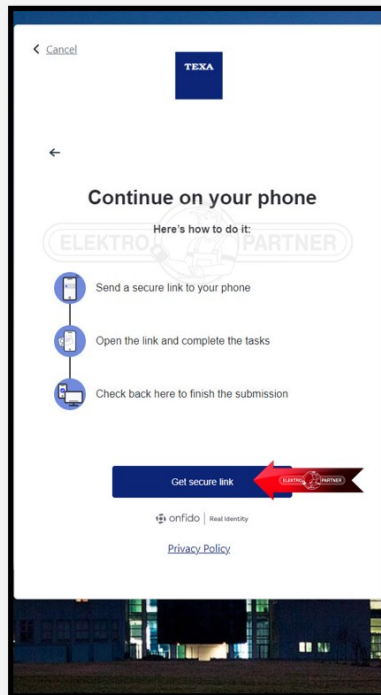 Cancel
TEXA
Continue on your phone
Here's how to do it:
ELEKTRO PARTNER
Send a secure link to your phone
Open the link and complete the tasks
Check back here to finish the submission
Get secure link
ELEKTRO PARTNER
onfido | Real Identity
Privacy Policy